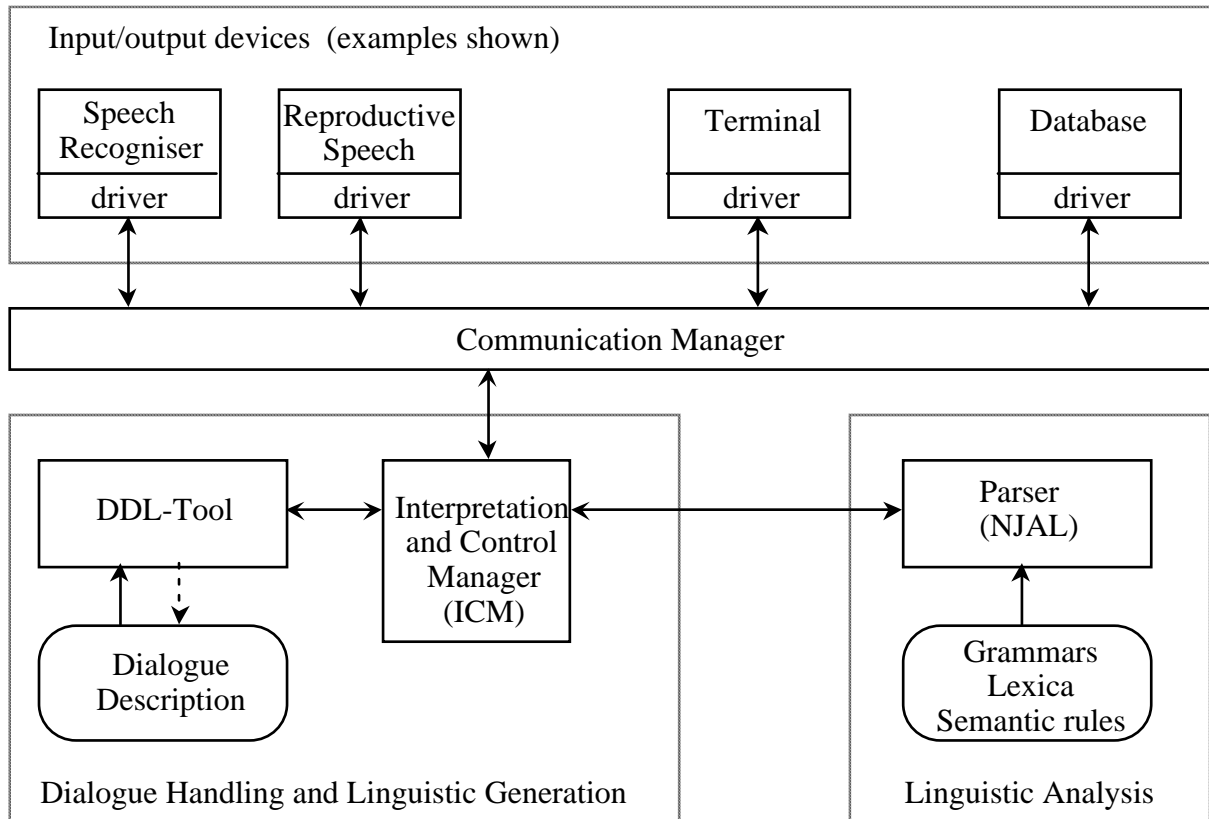 Input/output devices (examples shown)
Speech
Recogniser
driver
Reproductive
Speech
driver
Terminal
driver
Database
driver
Communication Manager
DDL-Tool
Interpretation
and Control
Manager
(ICM)
Dialogue
Description
Dialogue Handling and Linguistic Generation
Parser
(NJAL)
Grammars
Lexica
Semantic rules
Linguistic Analysis